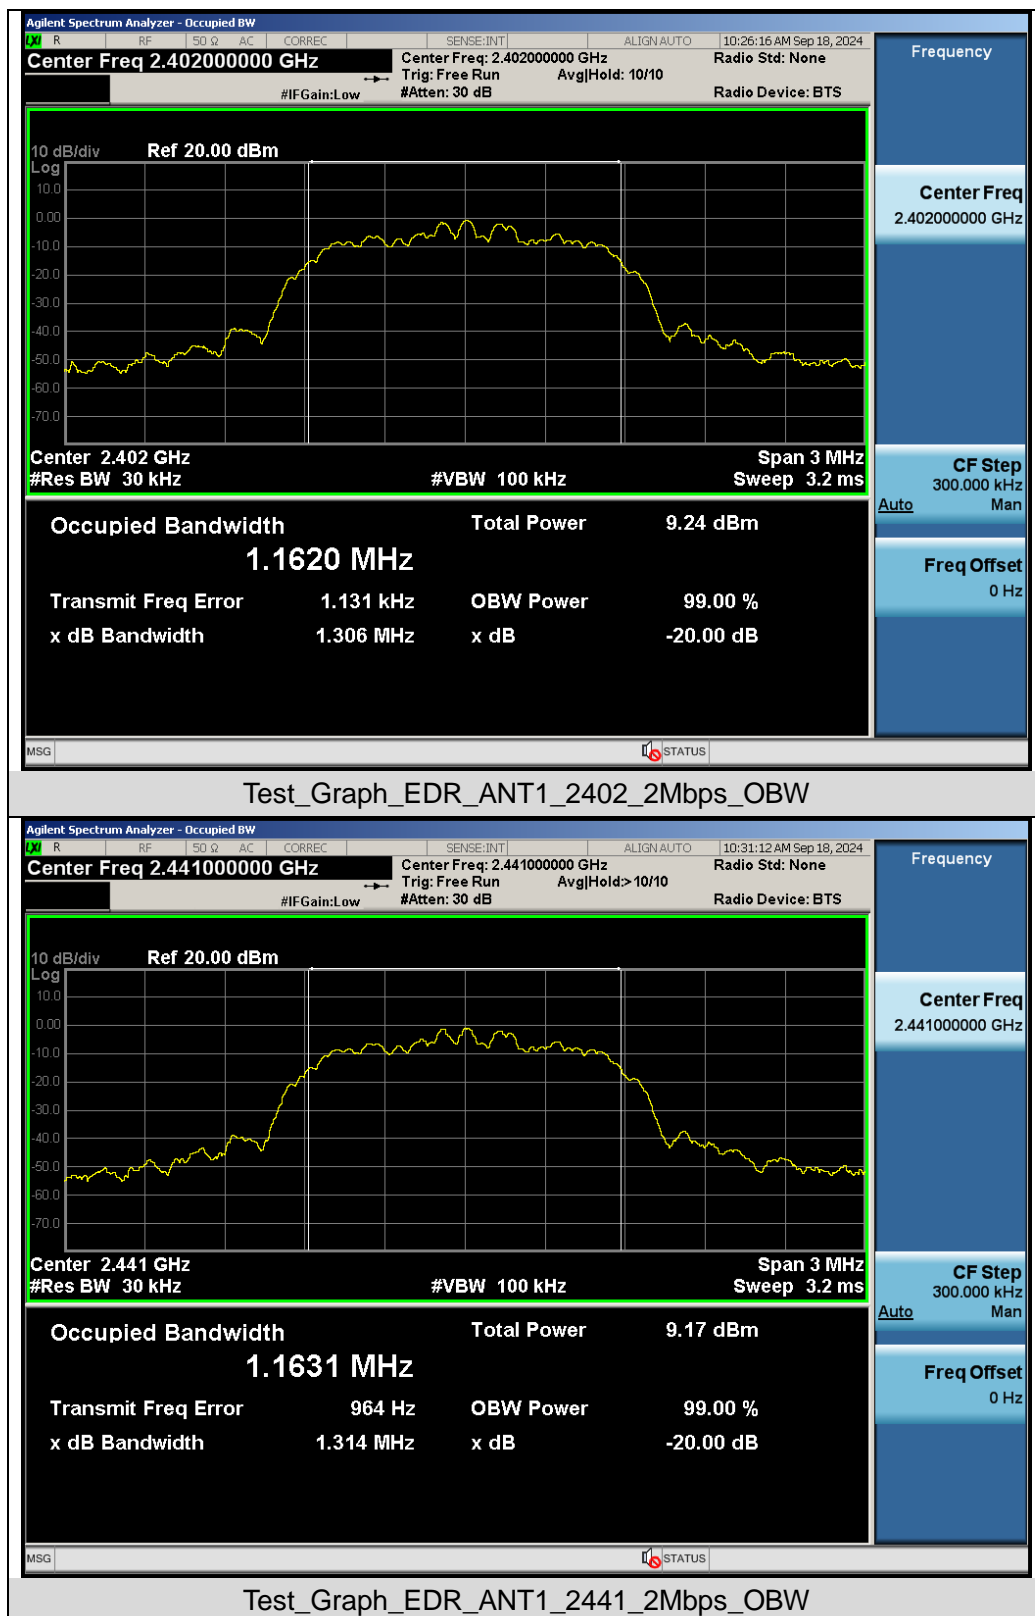 Agilent Spectrum Analyzer - Occupied BW
LXI R RF 50 Ω AC CORREC SENSE:INT ALIGN AUTO 10:26:16 AM Sep 18, 2024
Center Freq 2.402000000 GHz
Center Freq: 2.402000000 GHz
Radio Std: None
Trig: Free Run Avg|Hold: 10/10
#IFGain:Low
#Atten: 30 dB
Radio Device: BTS
Frequency
10 dB/div
Ref 20.00 dBm
Log
10.0
0.00
-10.0
-20.0
-30.0
-40.0
-50.0
-60.0
-70.0
Center Freq
2.402000000 GHz
Center 2.402 GHz
Span 3 MHz
#Res BW 30 kHz
#VBW 100 kHz
Sweep 3.2 ms
CF Step
300.000 kHz
Auto Man
Occupied Bandwidth
Total Power 9.24 dBm
1.1620 MHz
Freq Offset
0 Hz
Transmit Freq Error 1.131 kHz
OBW Power 99.00 %
x dB Bandwidth 1.306 MHz
x dB -20.00 dB
MSG
STATUS
Test_Graph_EDR_ANT1_2402_2Mbps_OBW
Agilent Spectrum Analyzer - Occupied BW
LXI R RF 50 Ω AC CORREC SENSE:INT ALIGN AUTO 10:31:12 AM Sep 18, 2024
Center Freq 2.441000000 GHz
Center Freq: 2.441000000 GHz
Radio Std: None
Trig: Free Run Avg|Hold:>10/10
#IFGain:Low
#Atten: 30 dB
Radio Device: BTS
Frequency
10 dB/div
Ref 20.00 dBm
Log
10.0
0.00
-10.0
-20.0
-30.0
-40.0
-50.0
-60.0
-70.0
Center Freq
2.441000000 GHz
Center 2.441 GHz
Span 3 MHz
#Res BW 30 kHz
#VBW 100 kHz
Sweep 3.2 ms
CF Step
300.000 kHz
Auto Man
Occupied Bandwidth
Total Power 9.17 dBm
1.1631 MHz
Freq Offset
0 Hz
Transmit Freq Error 964 Hz
OBW Power 99.00 %
x dB Bandwidth 1.314 MHz
x dB -20.00 dB
MSG
STATUS
Test_Graph_EDR_ANT1_2441_2Mbps_OBW